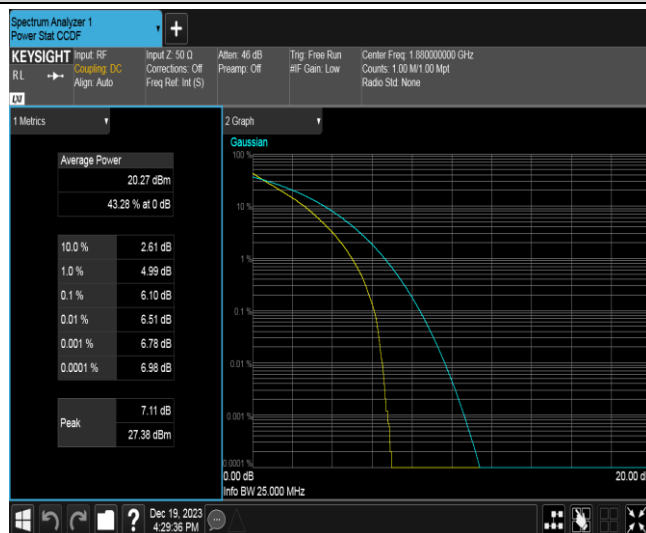 Spectrum Analyzer 1
Power Stat CCDF
+
KEYSIGHT
RL
LXI
Input: RF
Coupling: DC
Align: Auto
Input Z: 50 Ω
Corrections: Off
Freq Ref: Int (S)
Atten: 46 dB
Preamp: Off
Trig: Free Run
#IF Gain: Low
Center Freq: 1.880000000 GHz
Counts: 1.00 M/1.00 Mpt
Radio Std: None
1 Metrics
Average Power
20.27 dBm
43.28 % at 0 dB
10.0 % 2.61 dB
1.0 % 4.99 dB
0.1 % 6.10 dB
0.01 % 6.51 dB
0.001 % 6.78 dB
0.0001 % 6.98 dB
Peak
7.11 dB
27.38 dBm
2 Graph
Gaussian
100 %
10 %
1 %
0.1 %
0.01 %
0.001 %
0.0001 %
0.00 dB
20.00 d
Info BW 25.000 MHz
?
Dec 19, 2023
4:29:36 PM